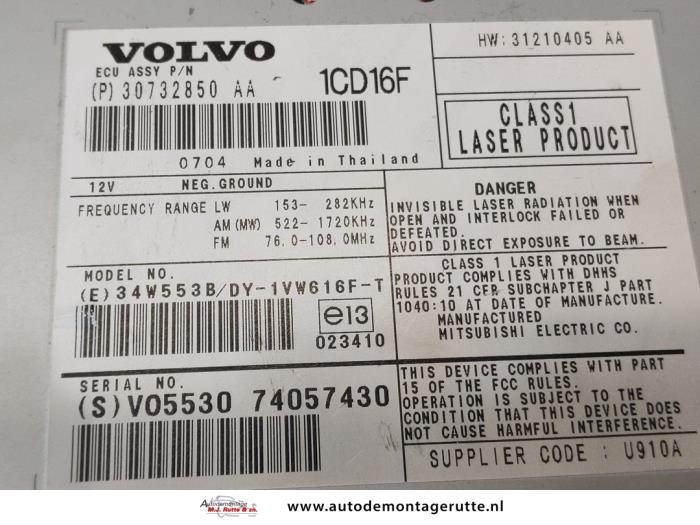 VOLVO
ECU ASSY P/N
(P) 30732850 AA
1CD16F
HW: 31210405 AA
CLASS1
LASER PRODUCT
0704 Made in Thailand
12V NEG.GROUND
FREQUENCY RANGE LW 153- 282KHz
AM (MW) 522- 1720KHz
FM 76.0-108.0MHz
DANGER
INVISIBLE LASER RADIATION WHEN
OPEN AND INTERLOCK FAILED OR
DEFEATED.
AVOID DIRECT EXPOSURE TO BEAM.
MODEL NO.
(E) 34W553B/DY-1VW616F-T
e13
023410
CLASS 1 LASER PRODUCT
PRODUCT COMPLIES WITH DHHS
RULES 21 CFR SUBCHAPTER J PART
1040:10 AT DATE OF MANUFACTURE.
MANUFACTURED
MITSUBISHI ELECTRIC CO.
SERIAL NO.
(S) VO5530 74057430
THIS DEVICE COMPLIES WITH PART
15 OF THE FCC RULES.
OPERATION IS SUBJECT TO THE
CONDITION THAT THIS DEVICE DOES
NOT CAUSE HARMFUL INTERFERENCE.
SUPPLIER CODE : U910A
Autodemontage
M.J. Rutte & zn.
www.autodemontagerutte.nl